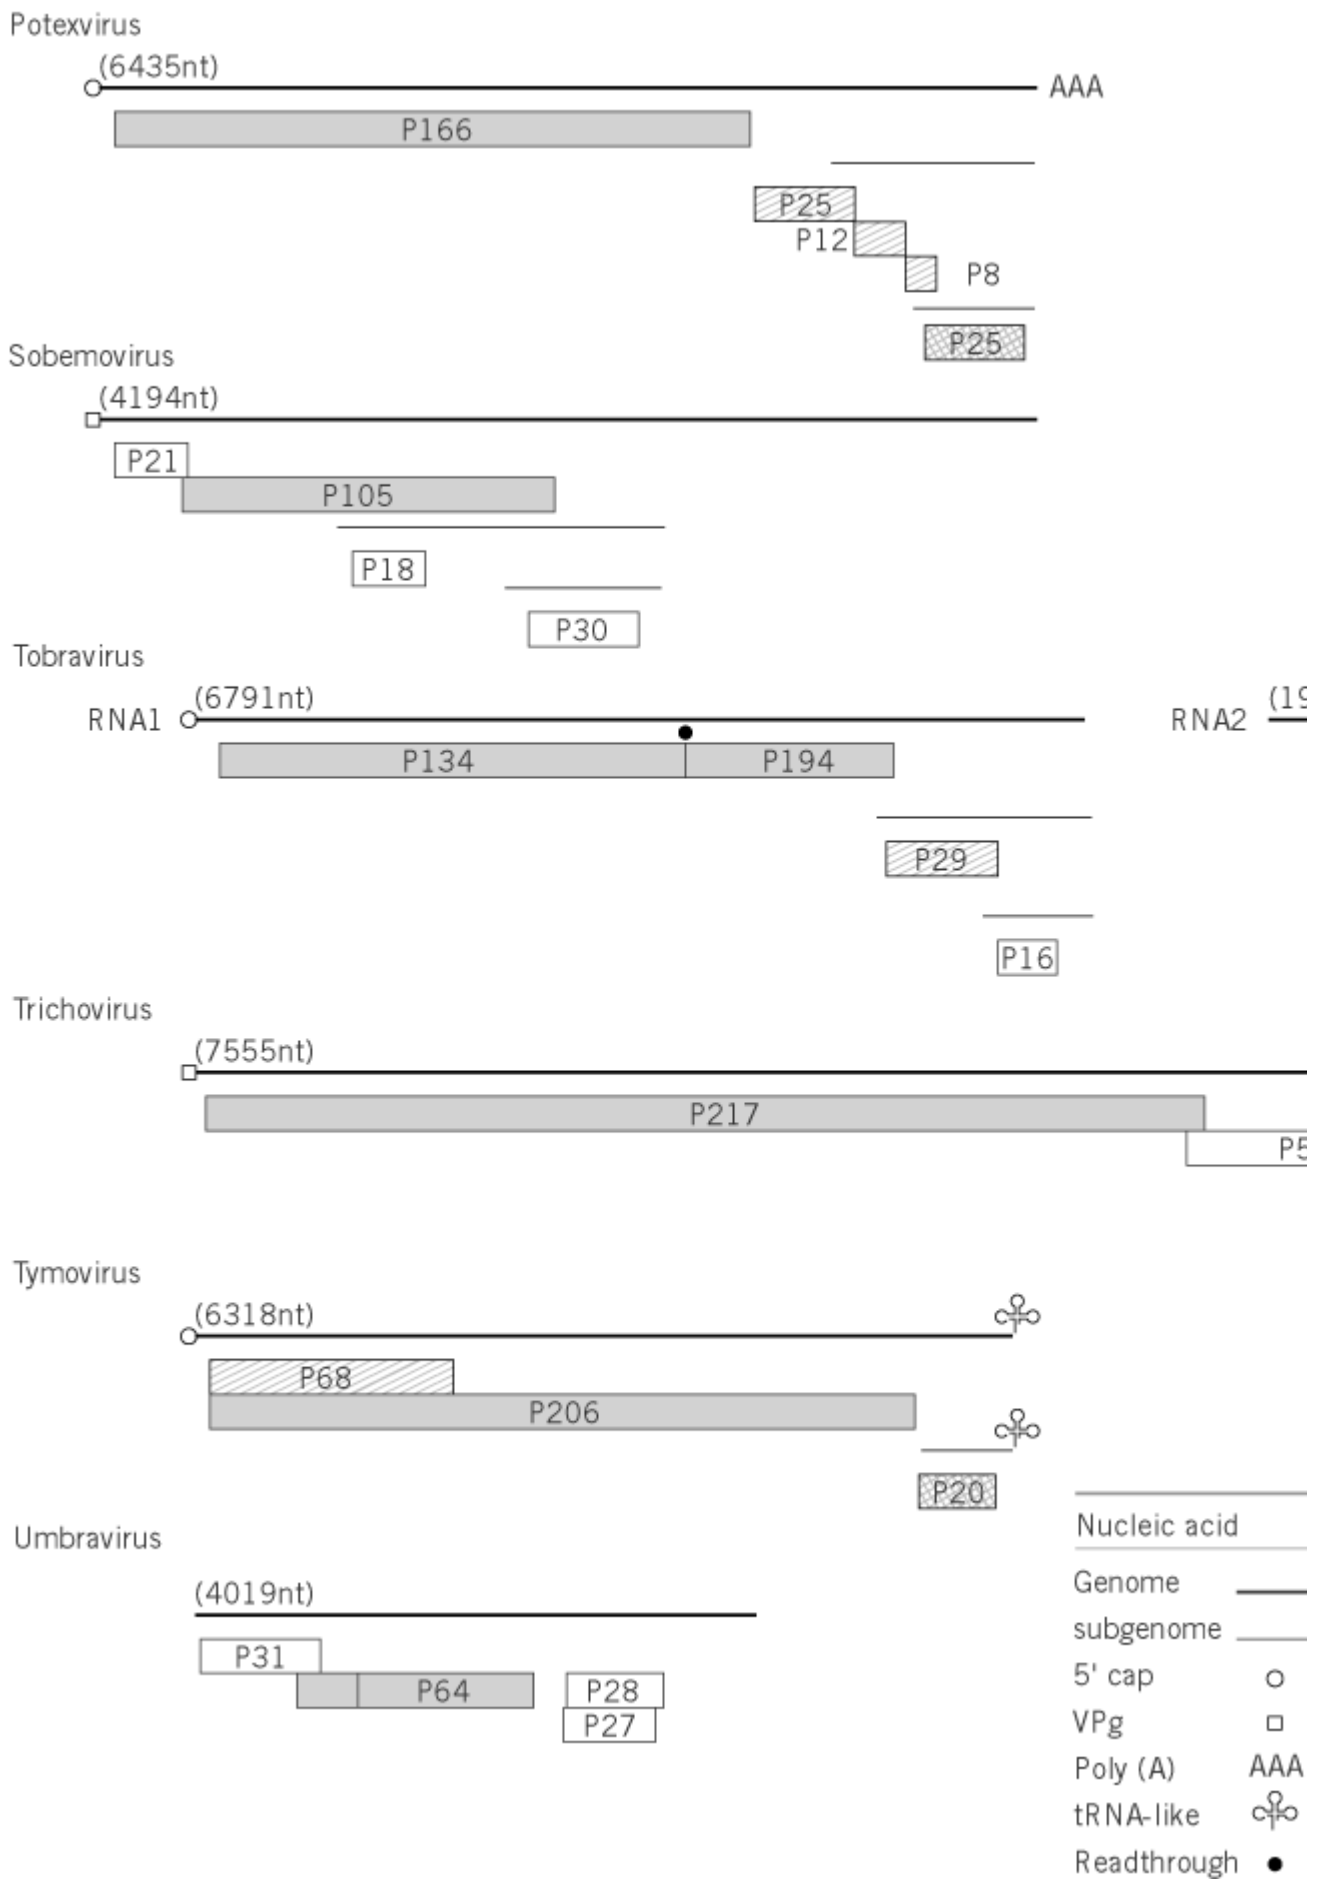 Potexvirus
(6435nt)
AAA
P166
P25
P12
P8
P25
Sobemovirus
(4194nt)
P21
P105
P18
P30
Tobravirus
(6791nt)
RNA1
RNA2
(19
P134
P194
P29
P16
Trichovirus
(7555nt)
P217
P5
Tymovirus
(6318nt)
P68
P206
P20
Umbravirus
(4019nt)
P31
P64
P28
P27
Nucleic acid
Genome
subgenome
5' cap
VPg
Poly (A) AAA
tRNA-like
Readthrough